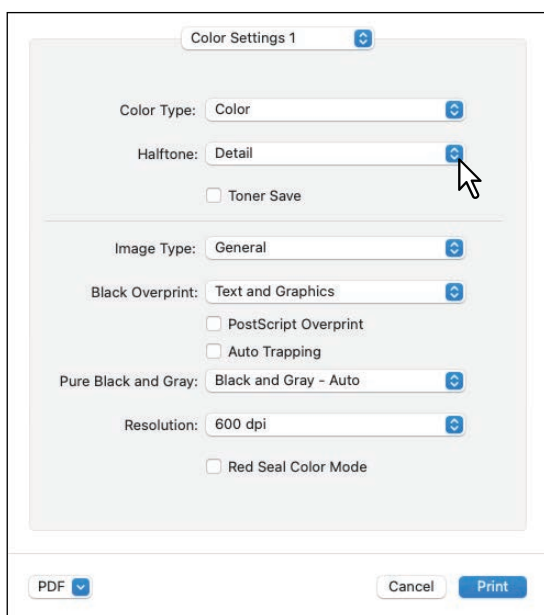 Color Settings 1
Color Type: Color
Halftone: Detail
Toner Save
Image Type: General
Black Overprint: Text and Graphics
PostScript Overprint
Auto Trapping
Pure Black and Gray: Black and Gray - Auto
Resolution: 600 dpi
Red Seal Color Mode
PDF Cancel Print